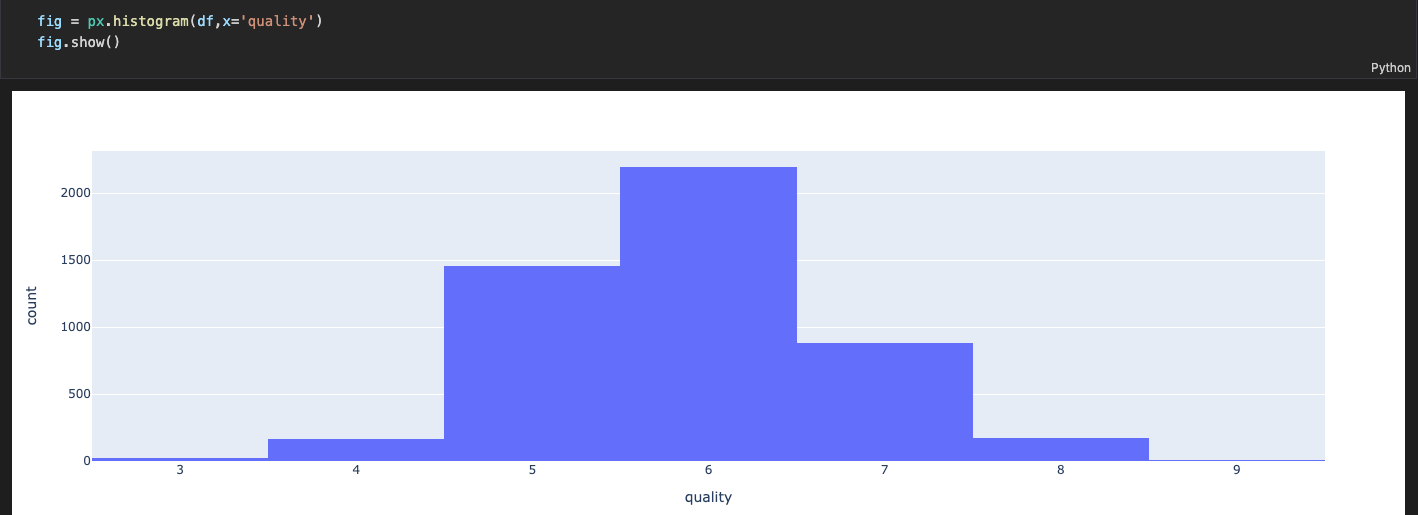 fig = px.histogram(df,x='quality')
fig.show()
Python
2000
1500
1000
500
0
count
3 4 5 6 7 8 9
quality